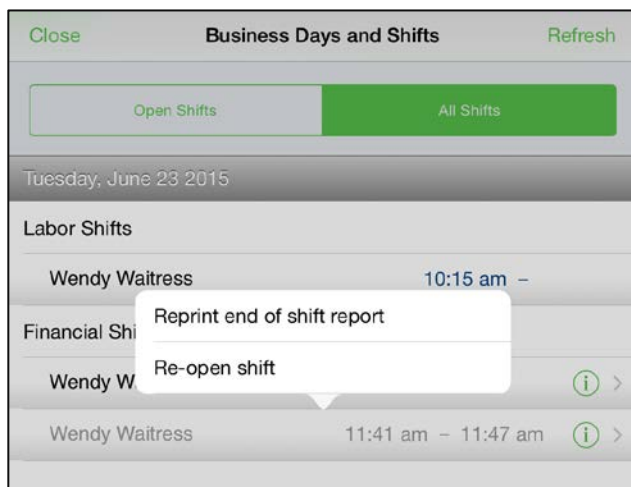 Close Business Days and Shifts Refresh
Open Shifts All Shifts
Tuesday, June 23 2015
Labor Shifts
Wendy Waitress 10:15 am –
Reprint end of shift report
Financial Shi
Re-open shift
Wendy W
Wendy Waitress 11:41 am – 11:47 am